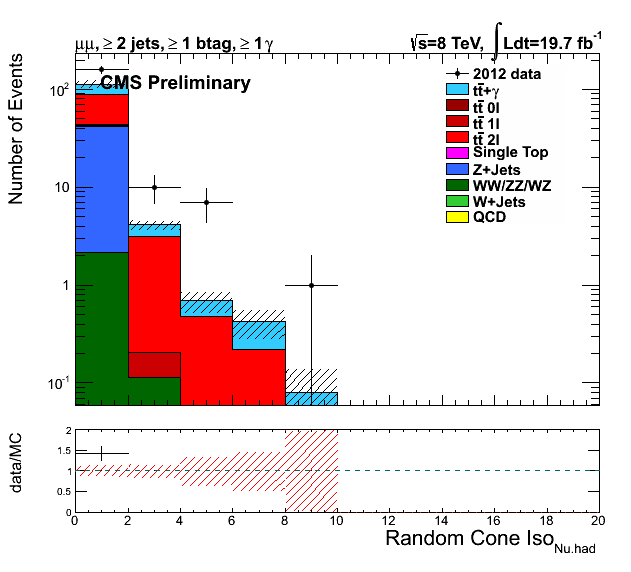 μμ, ≥ 2 jets, ≥ 1 btag, ≥ 1 γ
√s=8 TeV, ∫ Ldt=19.7 fb⁻¹
CMS Preliminary
Number of Events
10²
10
1
10⁻¹
2012 data
tt̄+γ
tt̄ 0l
tt̄ 1l
tt̄ 2l
Single Top
Z+Jets
WW/ZZ/WZ
W+Jets
QCD
data/MC
2
1.5
1
0.5
0
0 2 4 6 8 10 12 14 16 18 20
Random Cone Iso Nu.had